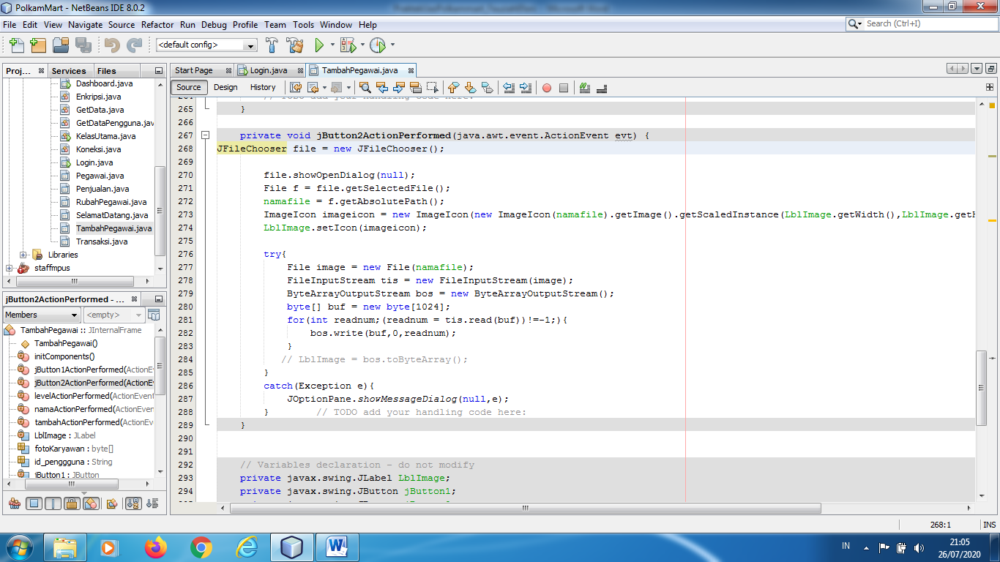 PolkamMart - NetBeans IDE 8.0.2
File Edit View Navigate Source Refactor Run Debug Profile Team Tools Window Help
Search (Ctrl+I)
<default config>
Proj... Services Files
Start Page Login.java TambahPegawai.java
Source Design History
Dashboard.java
Enkripsi.java
GetData.java
GetDataPengguna.jav
KelasUtama.java
Koneksi.java
Login.java
Pegawai.java
Penjualan.java
RubahPegawai.java
SelamatDatang.java
TambahPegawai.java
Transaksi.java
Libraries
staffmpus
jButton2ActionPerformed - ...
Members <empty>
TambahPegawai :: JInternalFrame
TambahPegawai()
initComponents()
jButton1ActionPerformed(ActionEv
jButton2ActionPerformed(ActionEv
levelActionPerformed(ActionEvent
namaActionPerformed(ActionEvent
tambahActionPerformed(ActionEv
LblImage : JLabel
fotoKaryawan : byte[]
id_penggguna : String
jButton1 : JButton
264 // TODO add your handling code here:
265 }
266
267 private void jButton2ActionPerformed(java.awt.event.ActionEvent evt) {
268 JFileChooser file = new JFileChooser();
269
270 file.showOpenDialog(null);
271 File f = file.getSelectedFile();
272 namafile = f.getAbsolutePath();
273 ImageIcon imageicon = new ImageIcon(new ImageIcon(namafile).getImage().getScaledInstance(LblImage.getWidth(),LblImage.getH
274 LblImage.setIcon(imageicon);
275
276 try{
277 File image = new File(namafile);
278 FileInputStream tis = new FileInputStream(image);
279 ByteArrayOutputStream bos = new ByteArrayOutputStream();
280 byte[] buf = new byte[1024];
281 for(int readnum;(readnum = tis.read(buf))!=-1;){
282 bos.write(buf,0,readnum);
283 }
284 // LblImage = bos.toByteArray();
285 }
286 catch(Exception e){
287 JOptionPane.showMessageDialog(null,e);
288 } // TODO add your handling code here:
289 }
290
291
292 // Variables declaration - do not modify
293 private javax.swing.JLabel LblImage;
294 private javax.swing.JButton jButton1;
268:1 INS
IN
21:05
26/07/2020